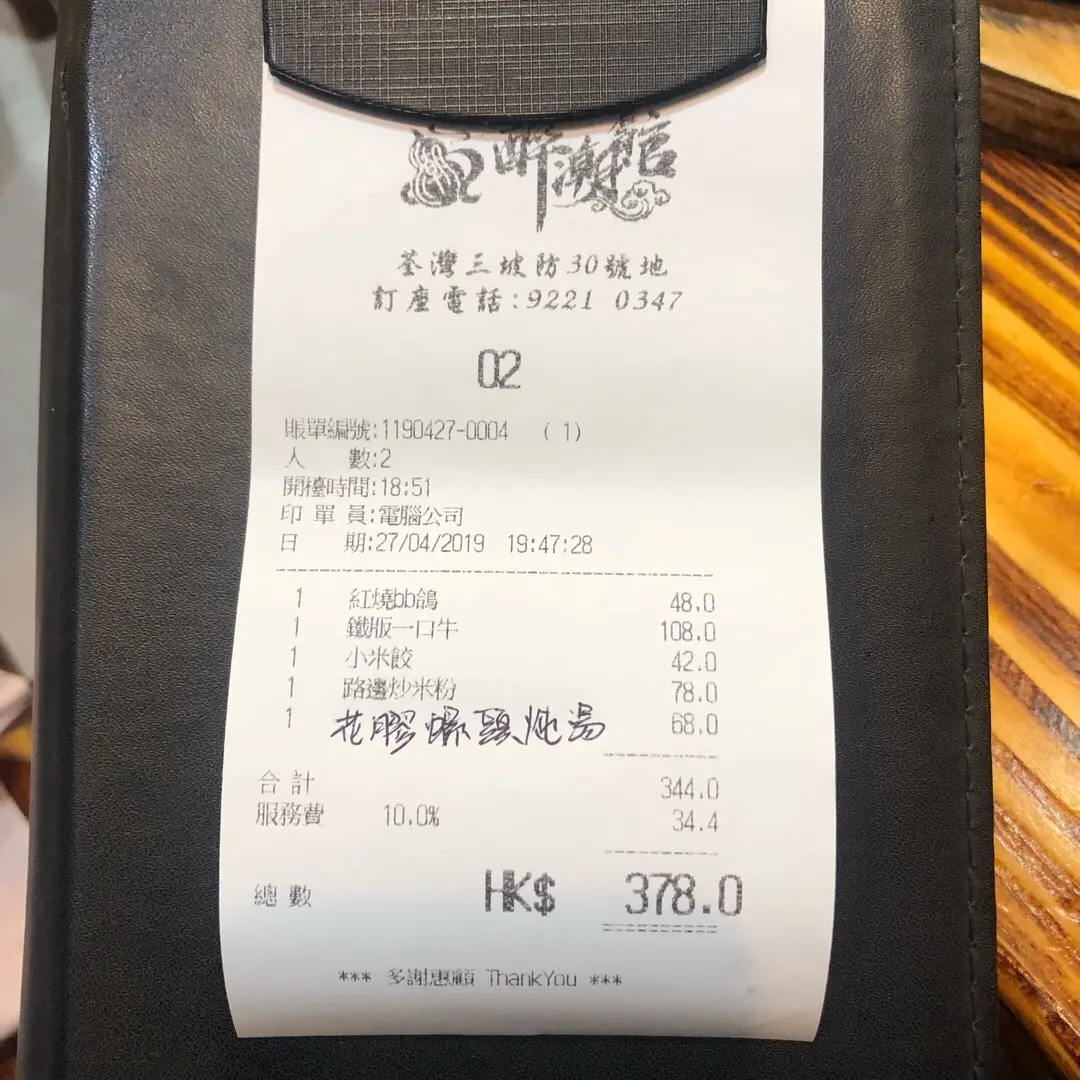 醉湘館
荃灣三坡防30號地
訂座電話:9221 0347
02
賬單編號:1190427-0004 (1)
人數:2
開檯時間:18:51
印單員:電腦公司
日期:27/04/2019 19:47:28
1 紅燒bb鴿 48.0
1 鐵版一口牛 108.0
1 小米餃 42.0
1 路邊炒米粉 78.0
1 花膠螺頭炖湯 68.0
合計 344.0
服務費 10.0% 34.4
總數 HK$ 378.0
*** 多謝惠顧 ThankYou ***